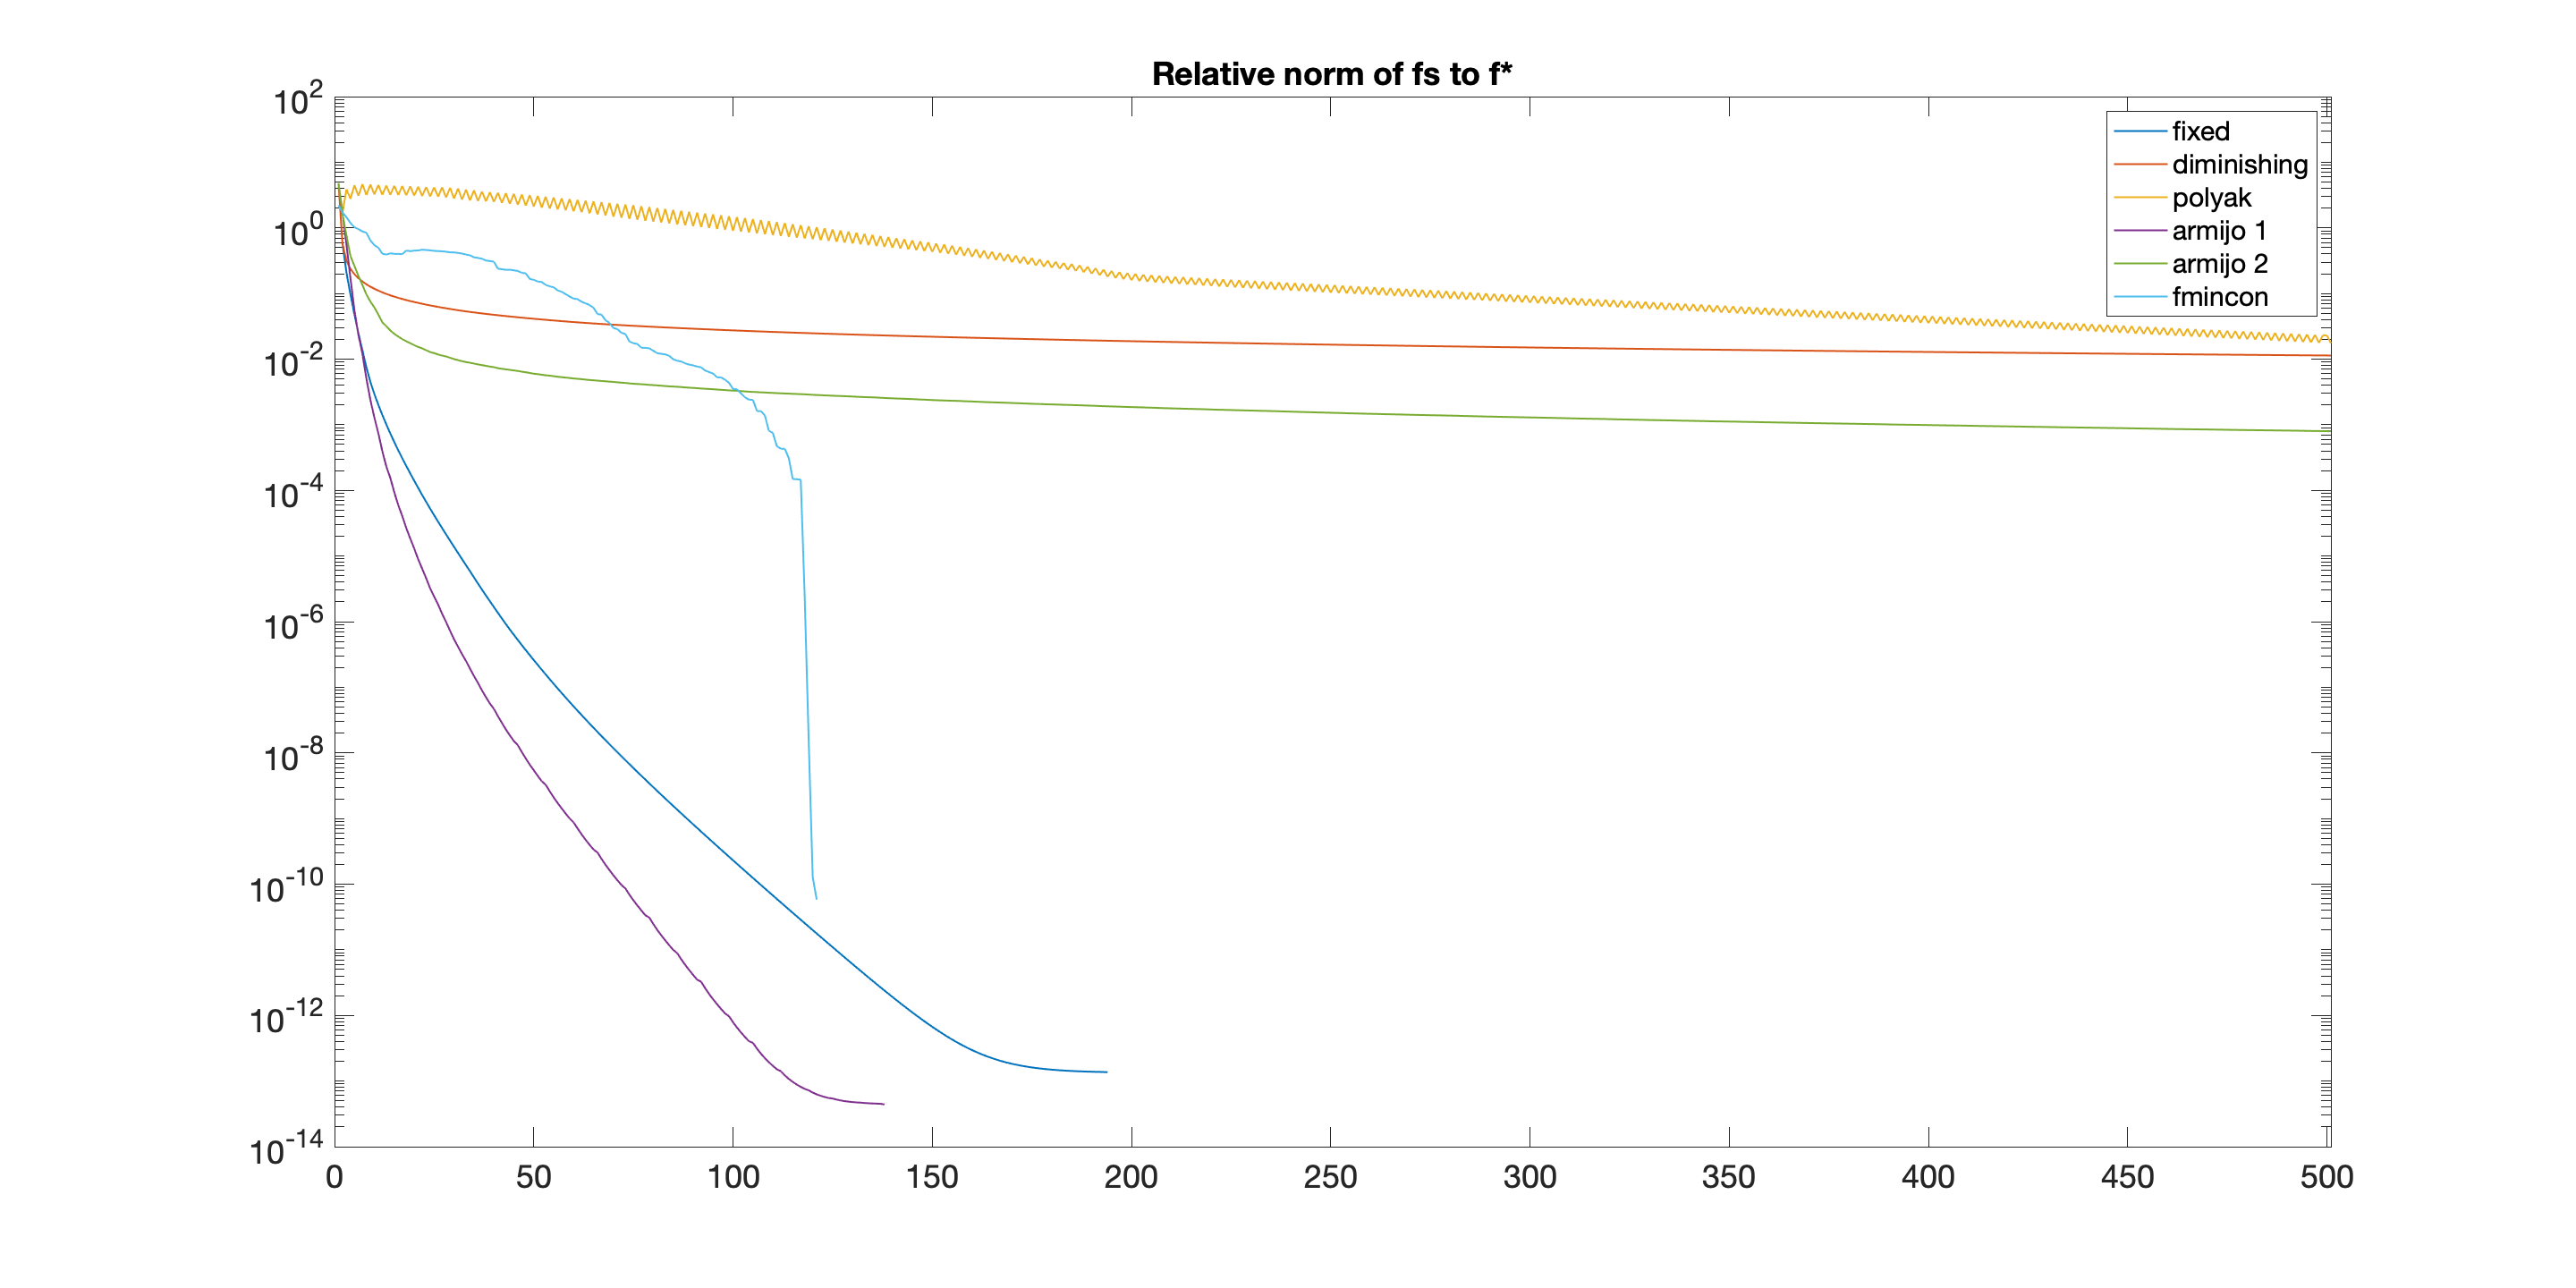 Relative norm of fs to f*
10^2
10^0
10^-2
10^-4
10^-6
10^-8
10^-10
10^-12
10^-14
fixed
diminishing
polyak
armijo 1
armijo 2
fmincon
0 50 100 150 200 250 300 350 400 450 500